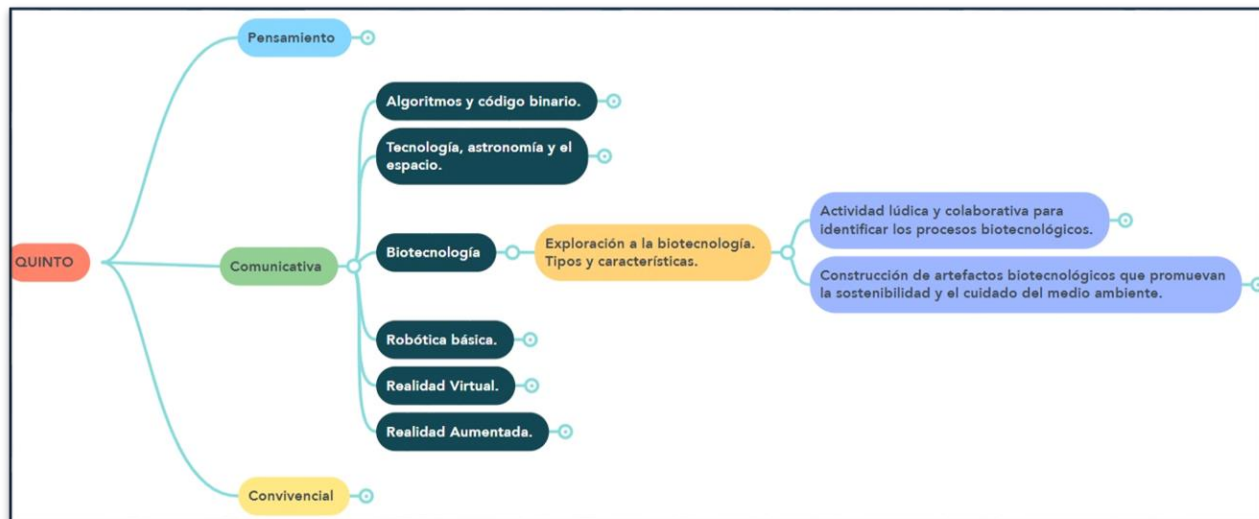 QUINTO
Pensamiento
Comunicativa
Algoritmos y código binario.
Tecnología, astronomía y el
espacio.
Biotecnología
Exploración a la biotecnología.
Tipos y características.
Actividad lúdica y colaborativa para
identificar los procesos biotecnológicos.
Construcción de artefactos biotecnológicos que promuevan
la sostenibilidad y el cuidado del medio ambiente.
Robótica básica.
Realidad Virtual.
Realidad Aumentada.
Convivencial